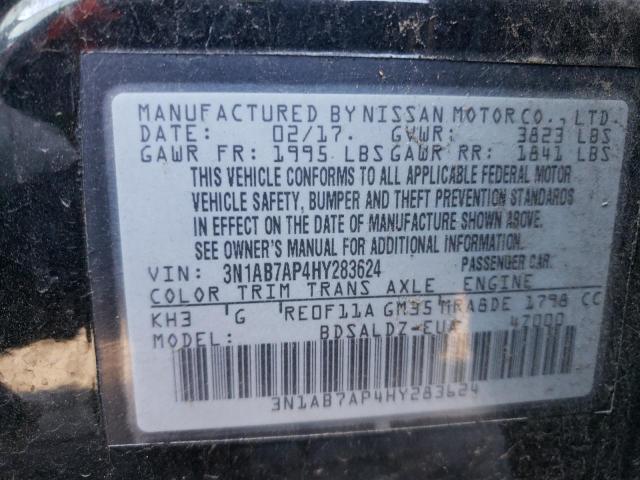 MANUFACTURED BY NISSAN MOTOR CO., LTD.
DATE: 02/17. GVWR: 3823 LBS
GAWR FR: 1995 LBS GAWR RR: 1841 LBS
THIS VEHICLE CONFORMS TO ALL APPLICABLE FEDERAL MOTOR
VEHICLE SAFETY, BUMPER AND THEFT PREVENTION STANDARDS
IN EFFECT ON THE DATE OF MANUFACTURE SHOWN ABOVE.
SEE OWNER'S MANUAL FOR ADDITIONAL INFORMATION.
VIN: 3N1AB7AP4HY283624 PASSENGER CAR.
COLOR TRIM TRANS AXLE ENGINE
KH3 G RE0F11A GM35 MRA8DE 1798 CC
MODEL: BDSALDZ-EUA 47000
3N1AB7AP4HY283624